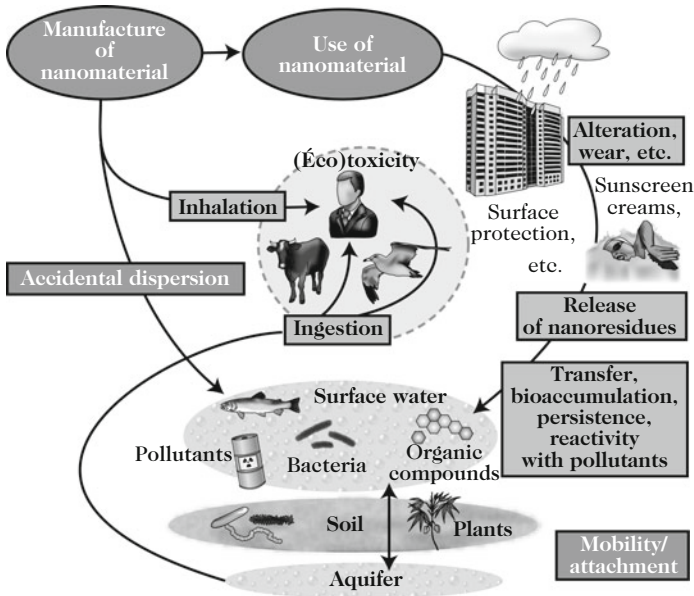 Manufacture
of
nanomaterial
Use of
nanomaterial
Alteration,
wear, etc.
(Éco)toxicity
Inhalation
Sunscreen
creams,
Surface
protection,
etc.
Accidental dispersion
Ingestion
Release
of nanoresidues
Transfer,
bioaccumulation,
persistence,
reactivity
with pollutants
Surface water
Pollutants
Bacteria
Organic
compounds
Soil
Plants
Mobility/
attachment
Aquifer